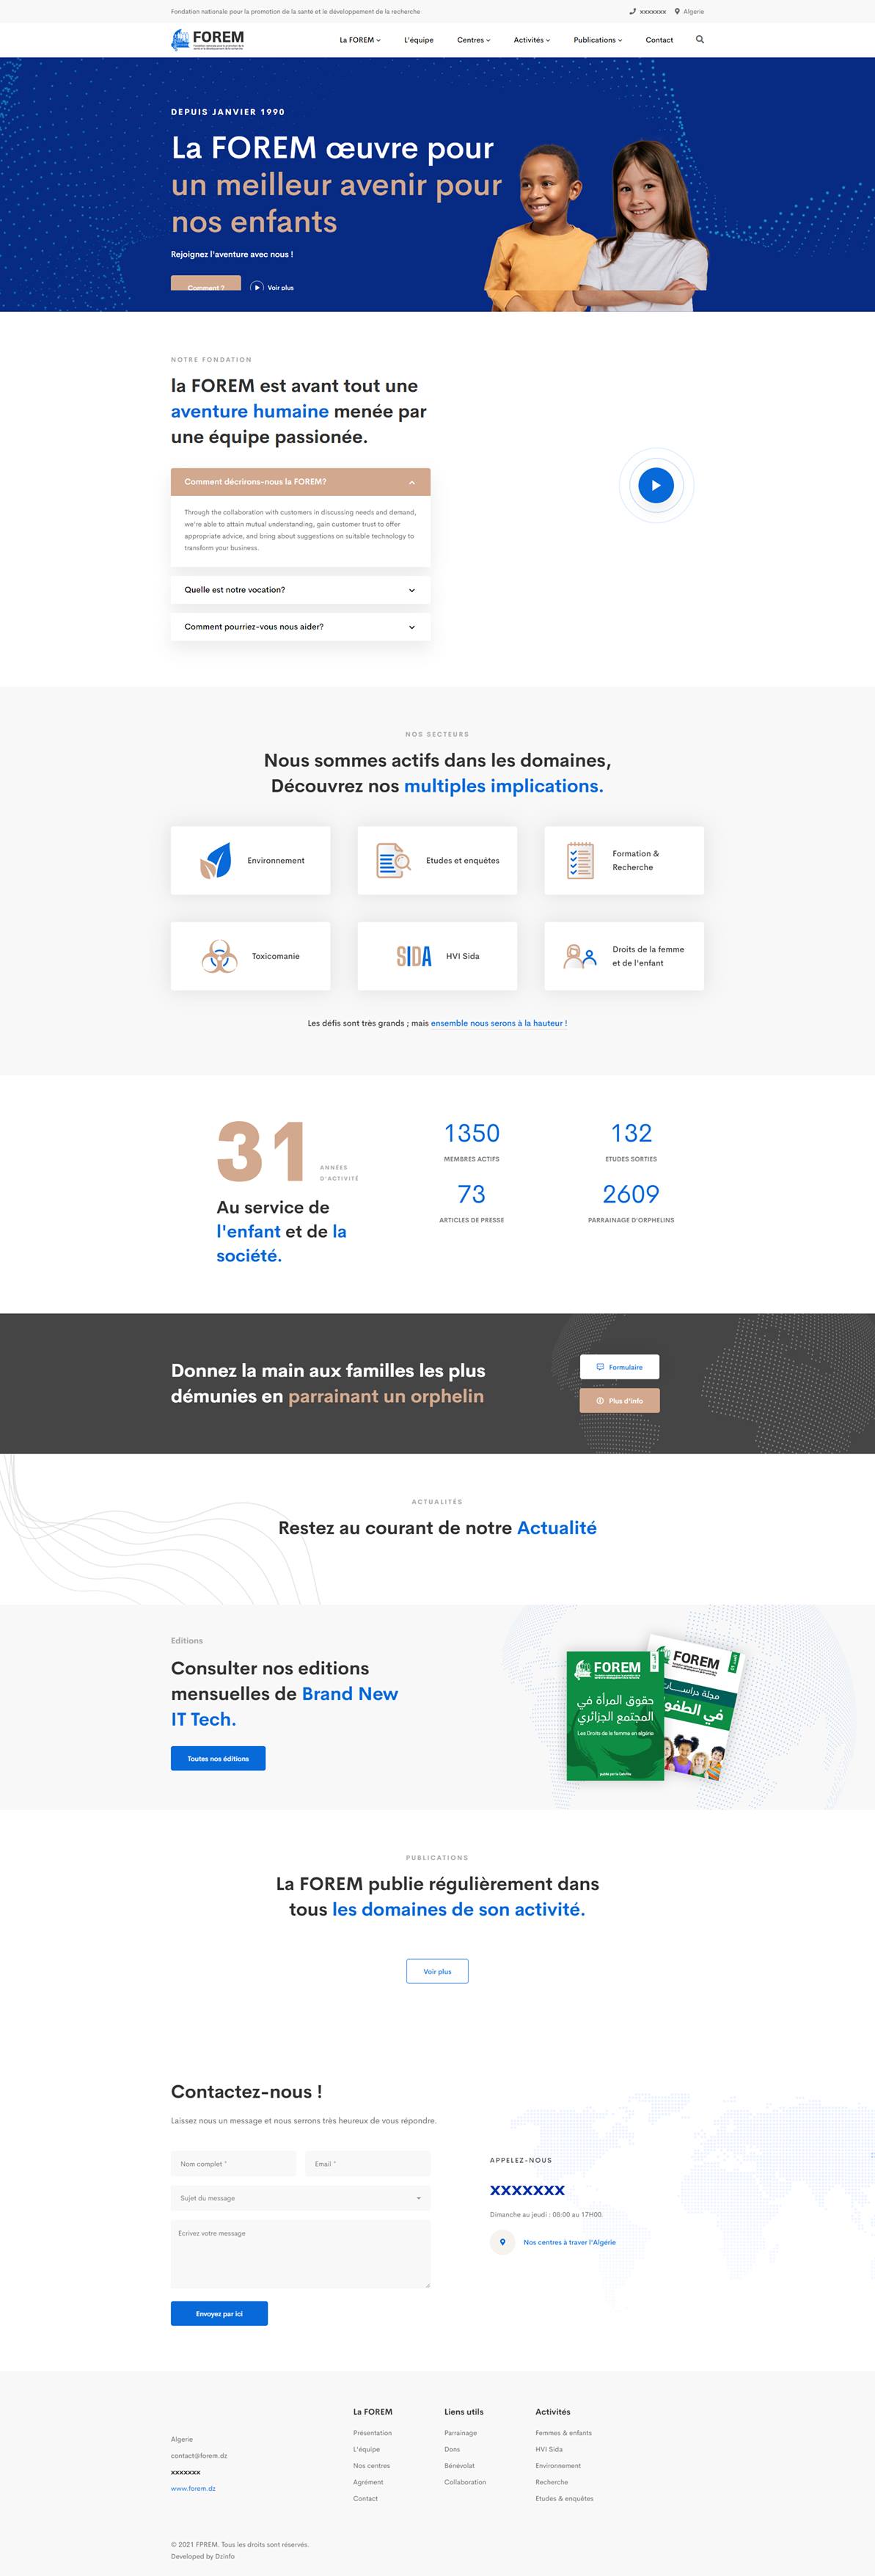 Fondation nationale pour la promotion de la santé et le développement de la recherche
xxxxxxx Algerie
FOREM
La FOREM L'équipe Centres Activités Publications Contact
DEPUIS JANVIER 1990
La FOREM œuvre pour
un meilleur avenir pour
nos enfants
Rejoignez l'aventure avec nous !
Comment ? Voir plus
NOTRE FONDATION
la FOREM est avant tout une
aventure humaine menée par
une équipe passionée.
Comment décrirons-nous la FOREM?
Through the collaboration with customers in discussing needs and demand,
we're able to attain mutual understanding, gain customer trust to offer
appropriate advice, and bring about suggestions on suitable technology to
transform your business.
Quelle est notre vocation?
Comment pourriez-vous nous aider?
NOS SECTEURS
Nous sommes actifs dans les domaines,
Découvrez nos multiples implications.
Environnement
Etudes et enquêtes
Formation &
Recherche
Toxicomanie
SIDA
HVI Sida
Droits de la femme
et de l'enfant
Les défis sont très grands ; mais ensemble nous serons à la hauteur !
31
ANNÉES
D'ACTIVITÉ
Au service de
l'enfant et de la
société.
1350
MEMBRES ACTIFS
132
ETUDES SORTIES
73
ARTICLES DE PRESSE
2609
PARRAINAGE D'ORPHELINS
Donnez la main aux familles les plus
démunies en parrainant un orphelin
Formulaire
Plus d'info
ACTUALITÉS
Restez au courant de notre Actualité
Editions
Consulter nos editions
mensuelles de Brand New
IT Tech.
Toutes nos éditions
FOREM
حقوق المرأة في
المجتمع الجزائري
Les Droits de la femme en algérie
FOREM
مجلة دراسات
في الطفو
PUBLICATIONS
La FOREM publie régulièrement dans
tous les domaines de son activité.
Voir plus
Contactez-nous !
Laissez nous un message et nous serrons très heureux de vous répondre.
Nom complet * Email *
Sujet du message
Ecrivez votre message
Envoyez par ici
APPELEZ-NOUS
xxxxxxx
Dimanche au jeudi : 08:00 au 17H00.
Nos centres à traver l'Algérie
Algerie
contact@forem.dz
xxxxxxx
www.forem.dz
La FOREM
Présentation
L'équipe
Nos centres
Agrément
Contact
Liens utils
Parrainage
Dons
Bénévolat
Collaboration
Activités
Femmes & enfants
HVI Sida
Environnement
Recherche
Etudes & enquêtes
© 2021 FPREM. Tous les droits sont réservés.
Developed by Dzinfo